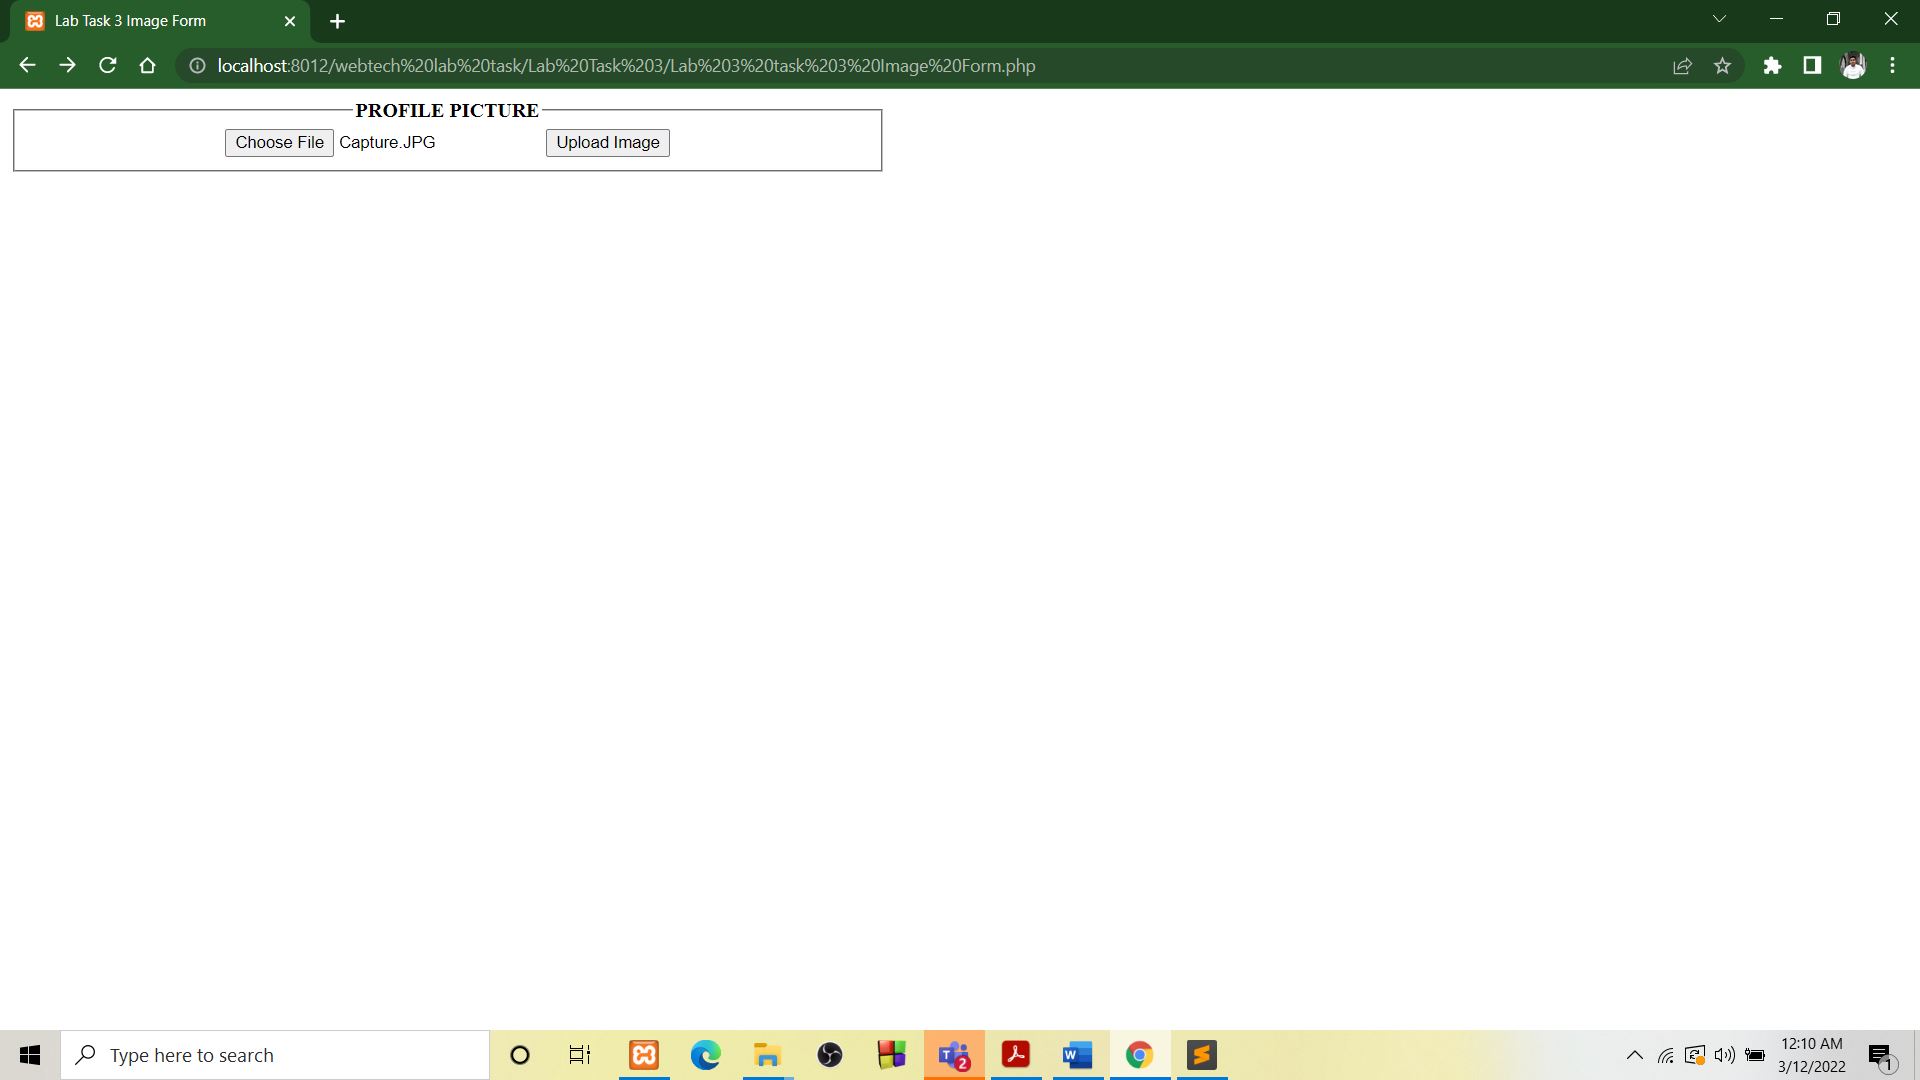 Lab Task 3 Image Form
localhost:8012/webtech%20lab%20task/Lab%20Task%203/Lab%203%20task%203%20Image%20Form.php
PROFILE PICTURE
Choose File Capture.JPG Upload Image
Type here to search
T 2
W
12:10 AM
3/12/2022
1